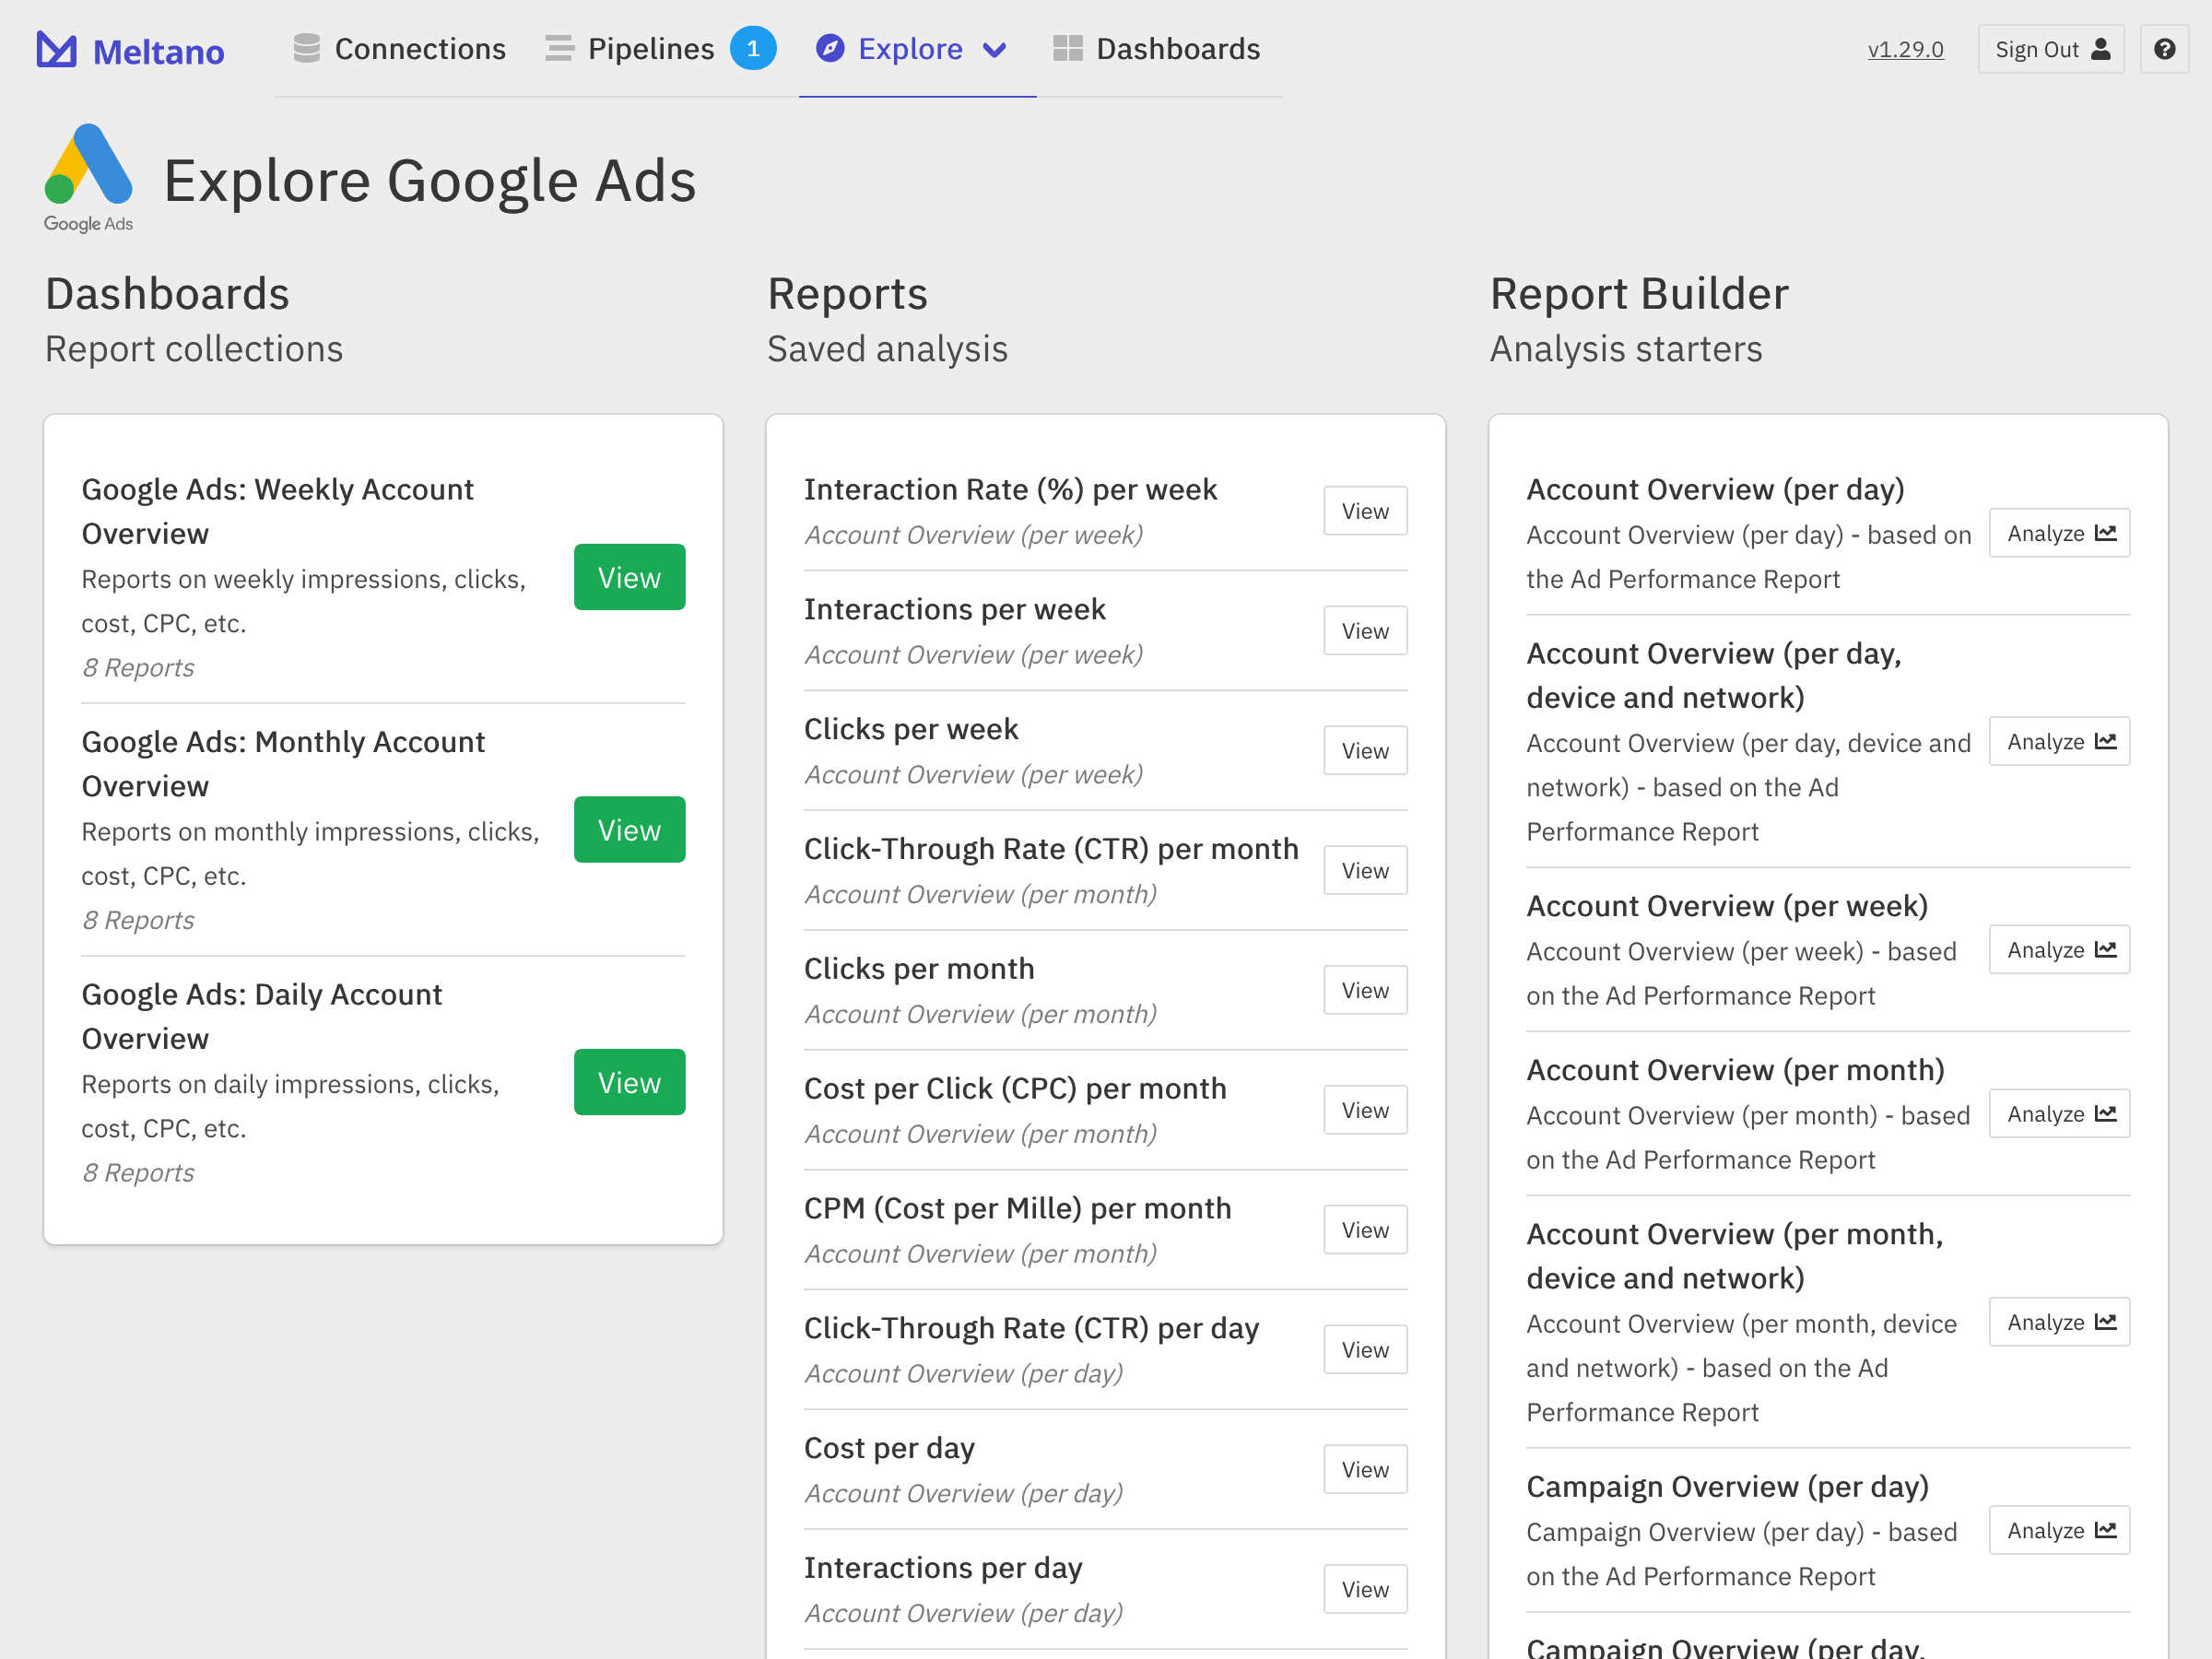 Meltano
Connections
Pipelines 1
Explore
Dashboards
v1.29.0
Sign Out
?
Google Ads
Explore Google Ads
Dashboards
Report collections
Google Ads: Weekly Account
Overview
Reports on weekly impressions, clicks,
cost, CPC, etc.
8 Reports
View
Google Ads: Monthly Account
Overview
Reports on monthly impressions, clicks,
cost, CPC, etc.
8 Reports
View
Google Ads: Daily Account
Overview
Reports on daily impressions, clicks,
cost, CPC, etc.
8 Reports
View
Reports
Saved analysis
Interaction Rate (%) per week
Account Overview (per week)
View
Interactions per week
Account Overview (per week)
View
Clicks per week
Account Overview (per week)
View
Click-Through Rate (CTR) per month
Account Overview (per month)
View
Clicks per month
Account Overview (per month)
View
Cost per Click (CPC) per month
Account Overview (per month)
View
CPM (Cost per Mille) per month
Account Overview (per month)
View
Click-Through Rate (CTR) per day
Account Overview (per day)
View
Cost per day
Account Overview (per day)
View
Interactions per day
Account Overview (per day)
View
Report Builder
Analysis starters
Account Overview (per day)
Account Overview (per day) - based on
the Ad Performance Report
Analyze
Account Overview (per day,
device and network)
Account Overview (per day, device and
network) - based on the Ad
Performance Report
Analyze
Account Overview (per week)
Account Overview (per week) - based
on the Ad Performance Report
Analyze
Account Overview (per month)
Account Overview (per month) - based
on the Ad Performance Report
Analyze
Account Overview (per month,
device and network)
Account Overview (per month, device
and network) - based on the Ad
Performance Report
Analyze
Campaign Overview (per day)
Campaign Overview (per day) - based
on the Ad Performance Report
Analyze
Campaign Overview (per day,